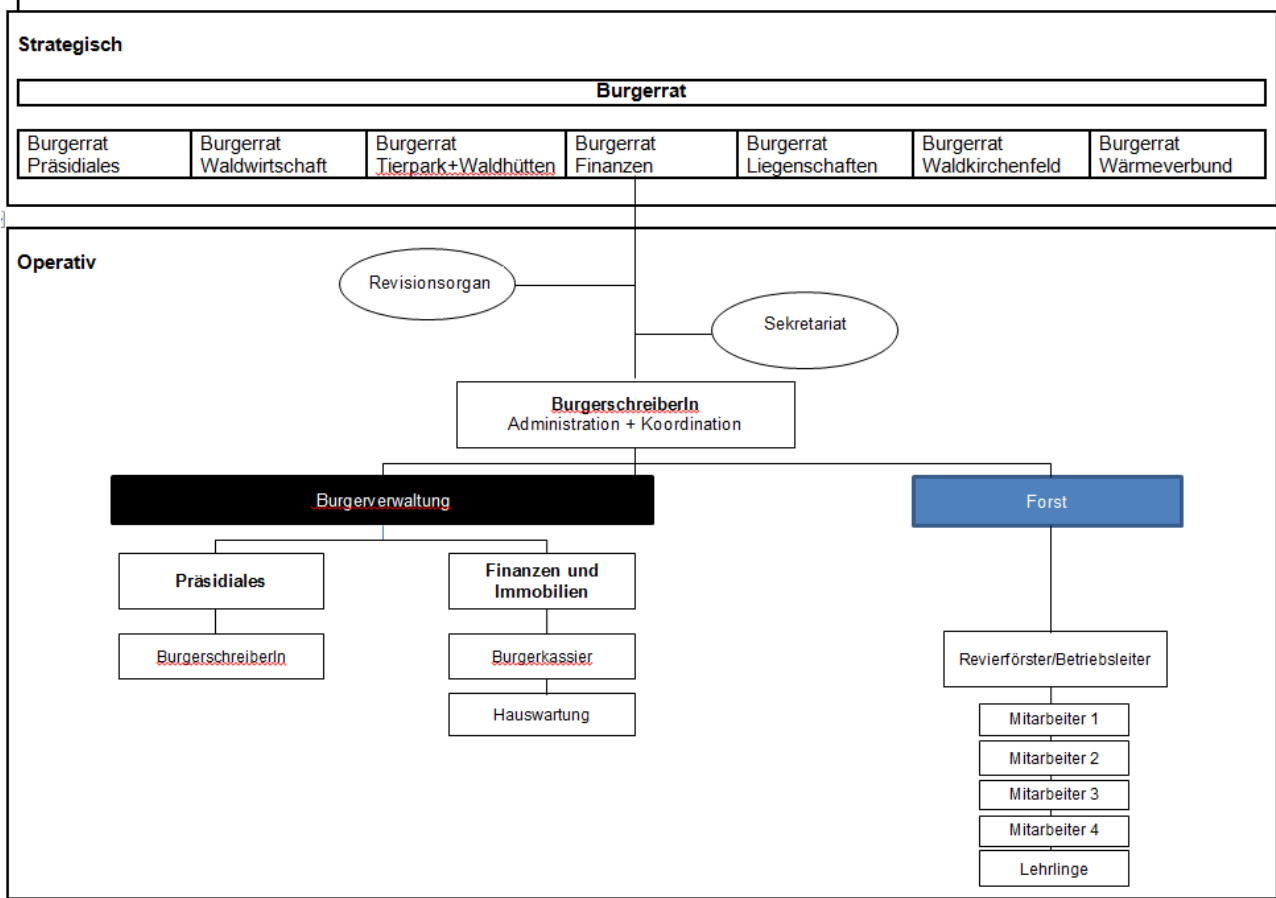 Strategisch
Burgerrat
Burgerrat
Präsidiales
Burgerrat
Waldwirtschaft
Burgerrat
Tierpark+Waldhütten
Burgerrat
Finanzen
Burgerrat
Liegenschaften
Burgerrat
Waldkirchenfeld
Burgerrat
Wärmeverbund
Operativ
Revisionsorgan
Sekretariat
BurgerschreiberIn
Administration + Koordination
Burgerverwaltung
Forst
Präsidiales
Finanzen und
Immobilien
BurgerschreiberIn
Burgerkassier
Hauswartung
Revierförster/Betriebsleiter
Mitarbeiter 1
Mitarbeiter 2
Mitarbeiter 3
Mitarbeiter 4
Lehrlinge